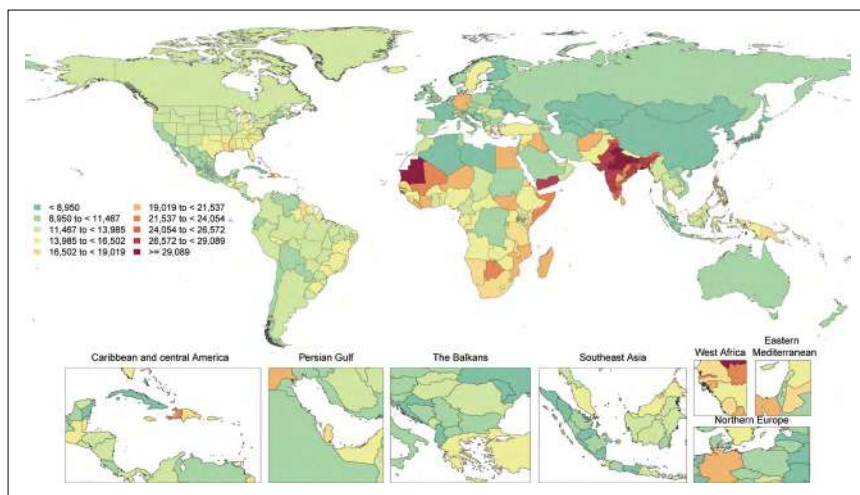 < 8,950
8,950 to < 11,467
11,467 to < 13,985
13,985 to < 16,502
16,502 to < 19,019
19,019 to < 21,537
21,537 to < 24,054
24,054 to < 26,572
26,572 to < 29,089
>= 29,089
Caribbean and central America
Persian Gulf
The Balkans
Southeast Asia
West Africa
Eastern
Mediterranean
Northern Europe